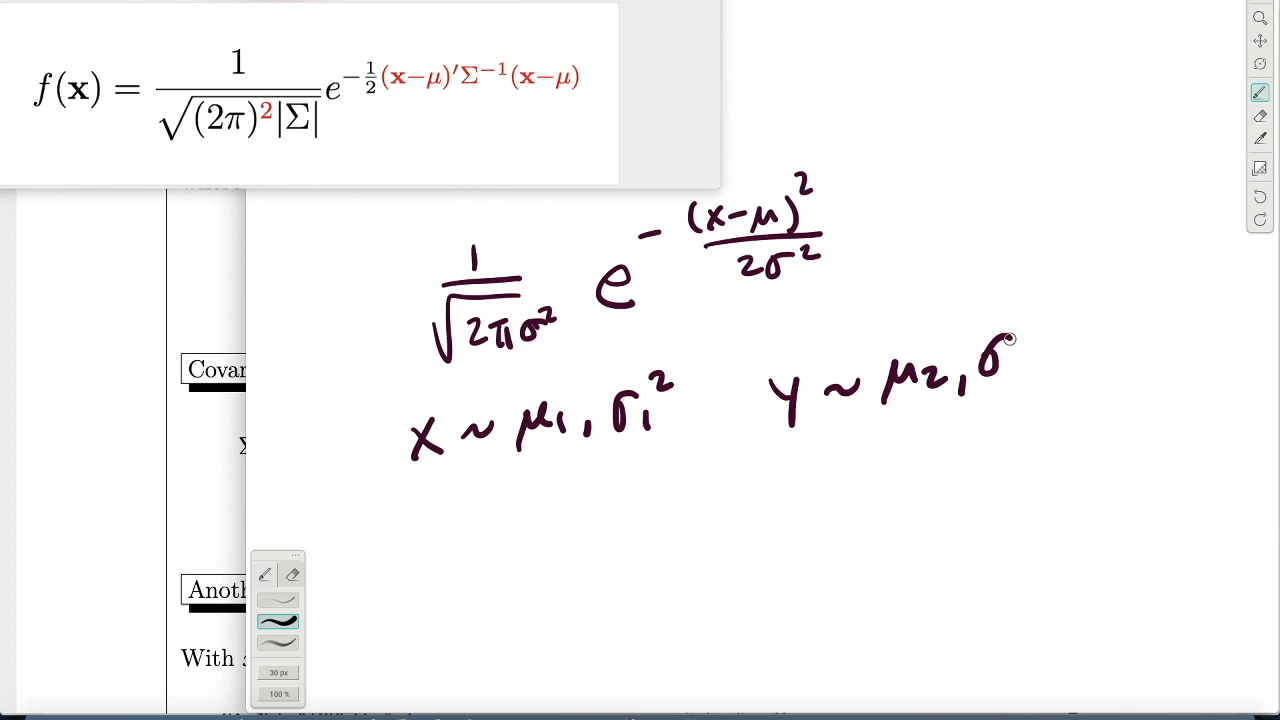 f(x) = 1/√((2π)²|Σ|) e^(-½(x−μ)′Σ⁻¹(x−μ))
1/√(2πσ²) e^(-(x-μ)²/(2σ²))
x ~ μ₁, σ₁² y ~ μ₂, σ
Covar
Σ
Anoth
With
30 px
100 %